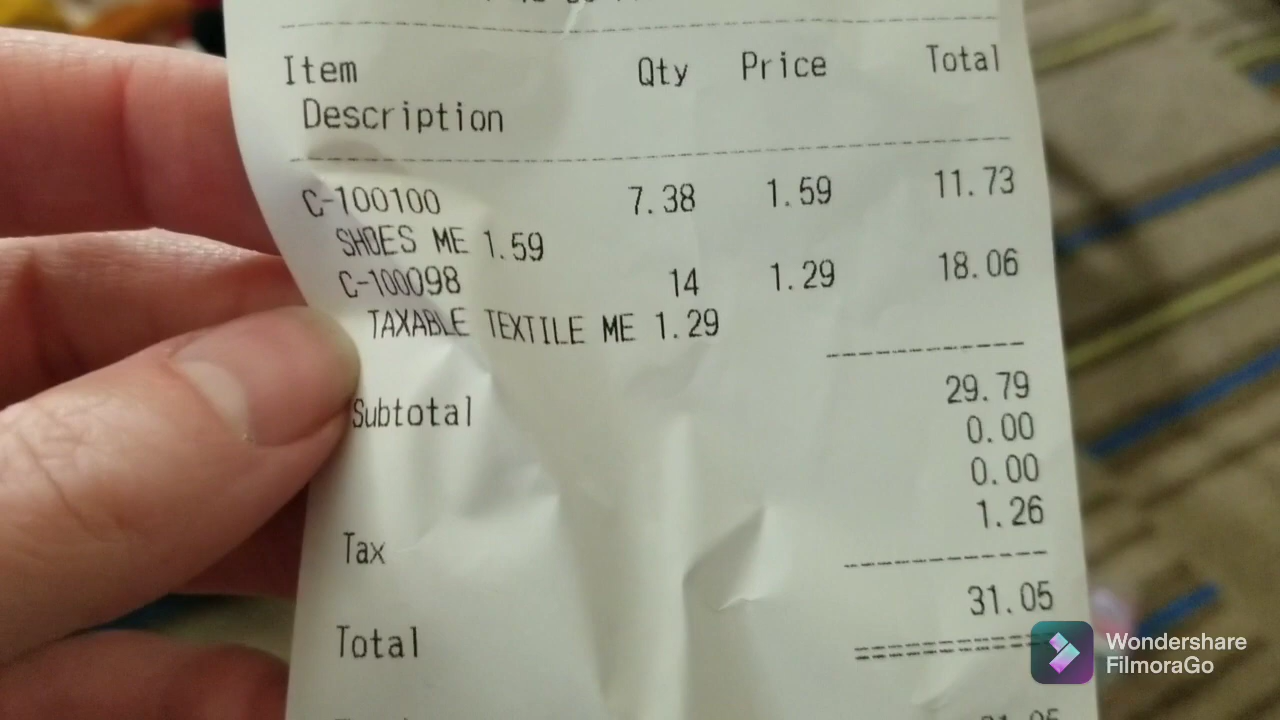 Item Qty Price Total
Description
C-100100 7.38 1.59 11.73
SHOES ME 1.59
C-100098 14 1.29 18.06
TAXABLE TEXTILE ME 1.29
Subtotal 29.79
0.00
0.00
Tax 1.26
Total 31.05
Wondershare
FilmoraGo